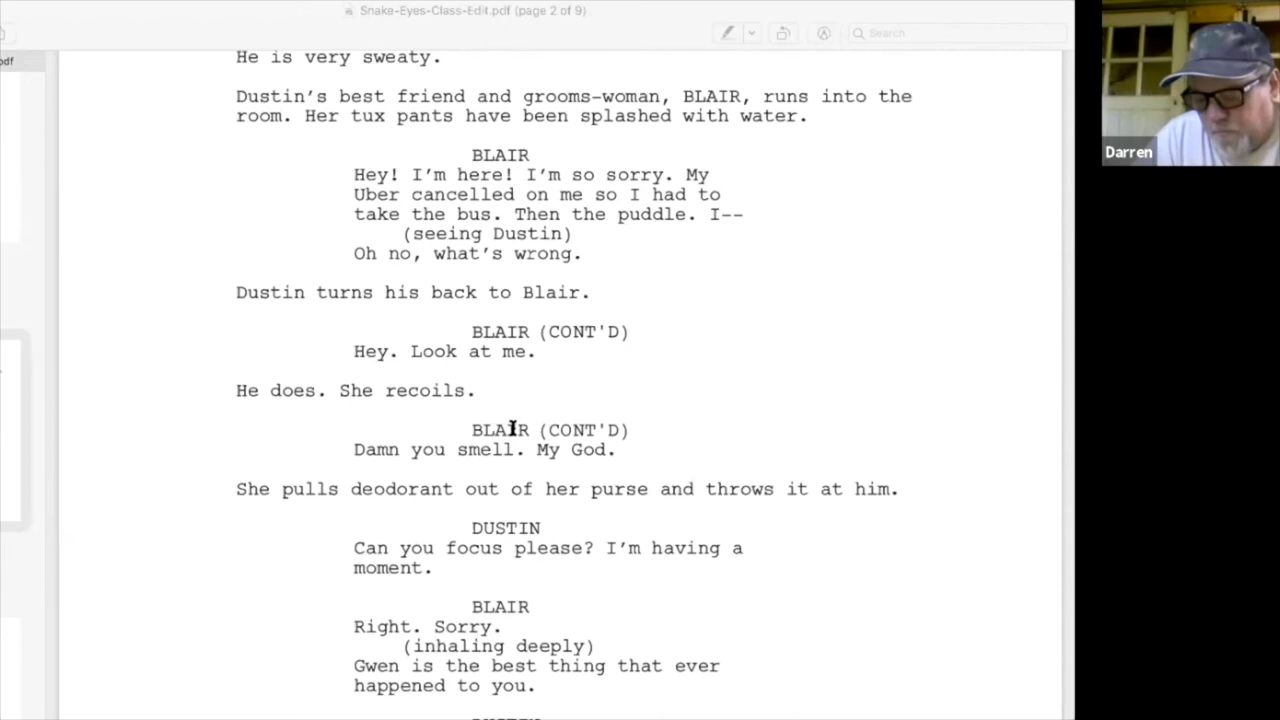 Snake-Eyes-Class-Edit.pdf (page 2 of 9)
Search
pdf
He is very sweaty.
Dustin’s best friend and grooms-woman, BLAIR, runs into the
room. Her tux pants have been splashed with water.
BLAIR
Hey! I’m here! I’m so sorry. My
Uber cancelled on me so I had to
take the bus. Then the puddle. I--
(seeing Dustin)
Oh no, what’s wrong.
Dustin turns his back to Blair.
BLAIR (CONT'D)
Hey. Look at me.
He does. She recoils.
BLAIR (CONT'D)
Damn you smell. My God.
She pulls deodorant out of her purse and throws it at him.
DUSTIN
Can you focus please? I’m having a
moment.
BLAIR
Right. Sorry.
(inhaling deeply)
Gwen is the best thing that ever
happened to you.
Darren